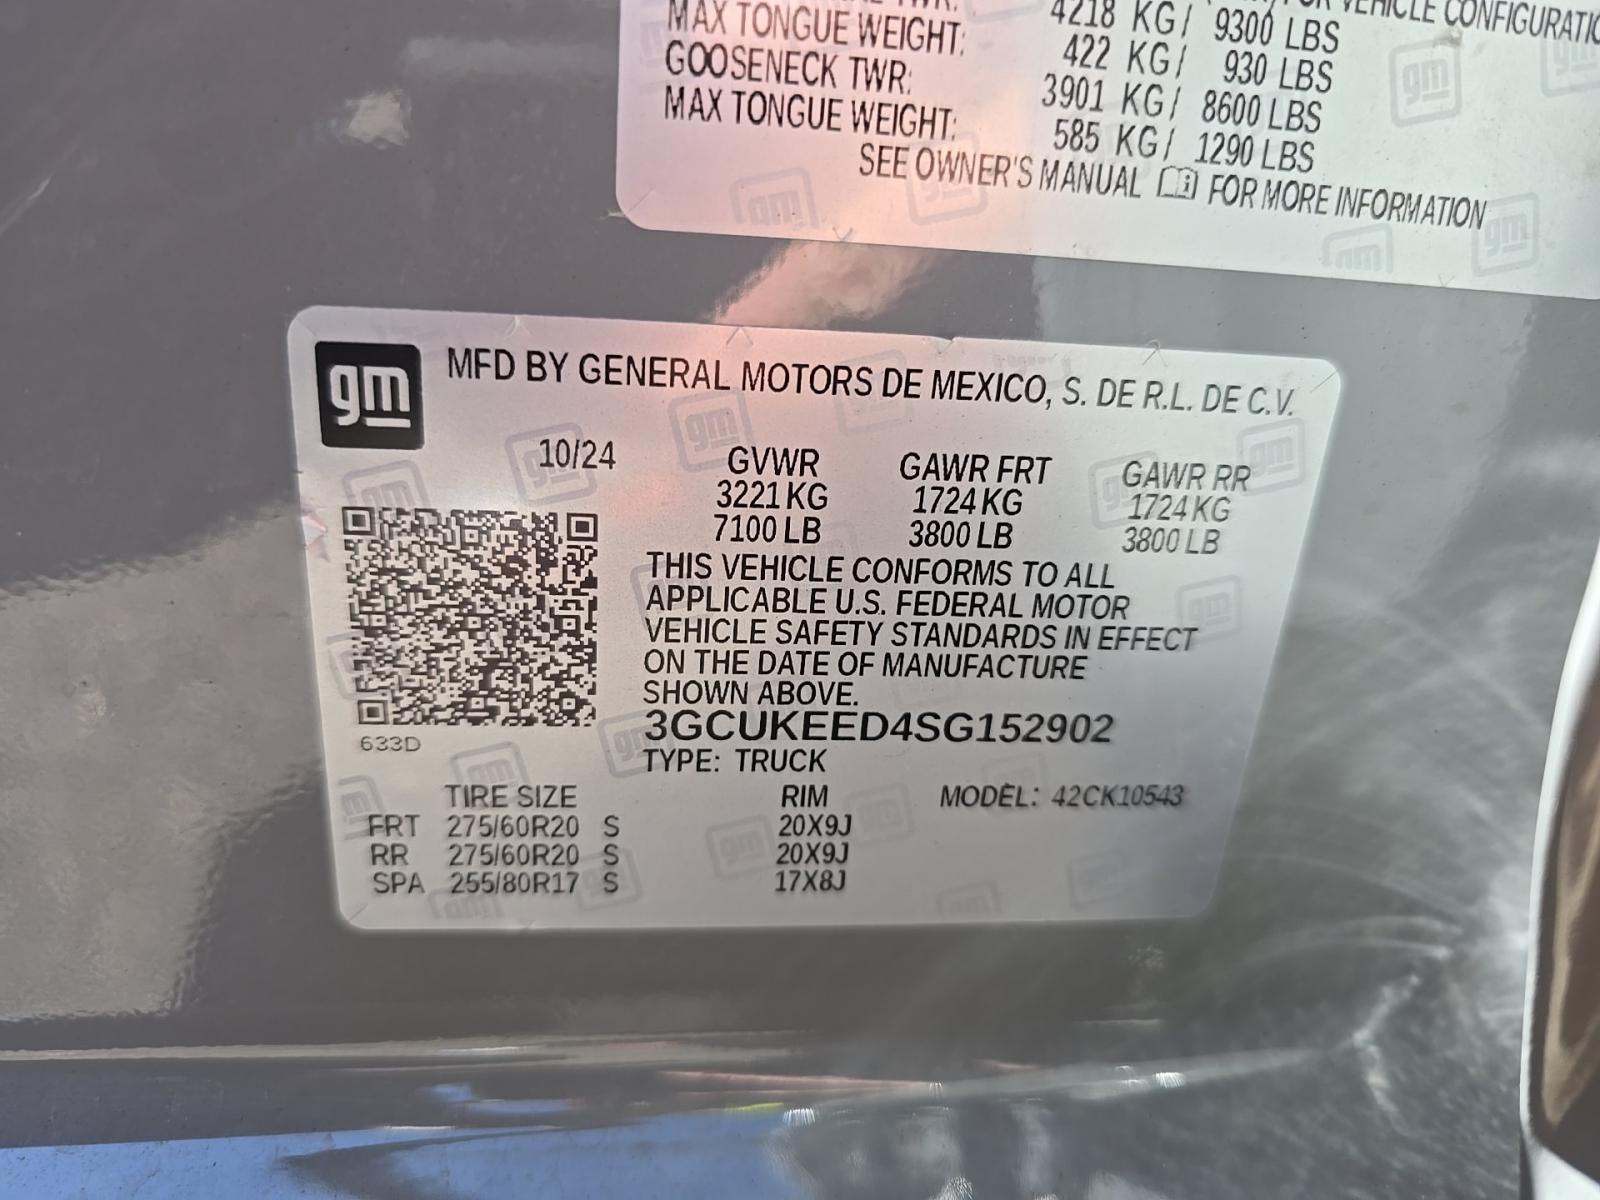 MAX TONGUE WEIGHT: 4218 KG / 9300 LBS VEHICLE CONFIGURATIO
GOOSENECK TWR: 422 KG / 930 LBS
MAX TONGUE WEIGHT: 3901 KG / 8600 LBS
585 KG / 1290 LBS
SEE OWNER'S MANUAL FOR MORE INFORMATION
gm
MFD BY GENERAL MOTORS DE MEXICO, S. DE R.L. DE C.V.
10/24 GVWR GAWR FRT GAWR RR
3221 KG 1724 KG 1724 KG
7100 LB 3800 LB 3800 LB
THIS VEHICLE CONFORMS TO ALL
APPLICABLE U.S. FEDERAL MOTOR
VEHICLE SAFETY STANDARDS IN EFFECT
ON THE DATE OF MANUFACTURE
SHOWN ABOVE.
3GCUKEED4SG152902
633D
TYPE: TRUCK
TIRE SIZE RIM MODEL: 42CK10543
FRT 275/60R20 S 20X9J
RR 275/60R20 S 20X9J
SPA 255/80R17 S 17X8J